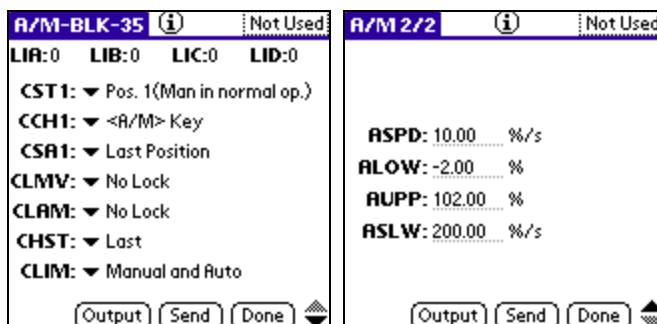 A/M-BLK-35 i Not Used
LIA:0 LIB:0 LIC:0 LID:0
CST1: Pos. 1(Man in normal op.)
CCH1: <A/M> Key
CSA1: Last Position
CLMV: No Lock
CLAM: No Lock
CHST: Last
CLIM: Manual and Auto
Output Send Done
A/M 2/2 i Not Used
ASPD: 10.00 %/s
ALOW: -2.00 %
AUPP: 102.00 %
ASLW: 200.00 %/s
Output Send Done